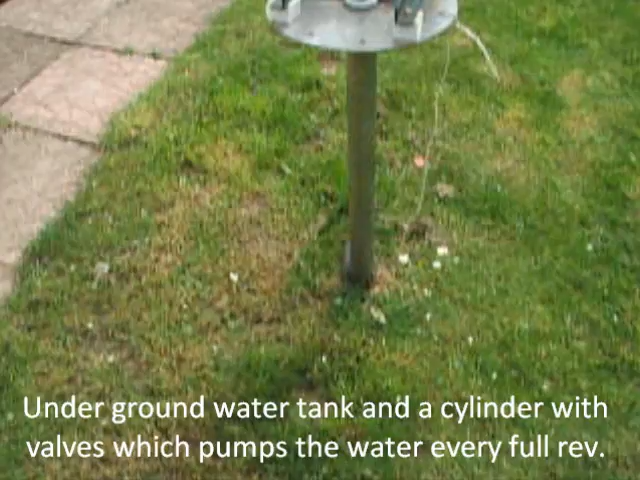 Under ground water tank and a cylinder with
valves which pumps the water every full rev.